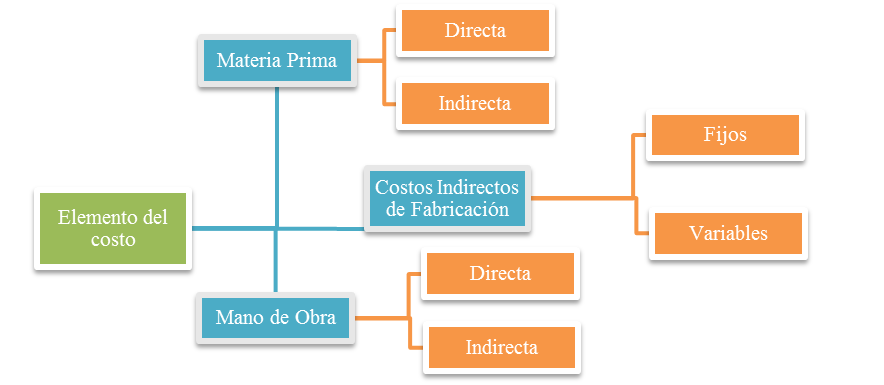 Directa
Materia Prima
Indirecta
Fijos
Costos Indirectos
de Fabricación
Elemento del
costo
Variables
Directa
Mano de Obra
Indirecta